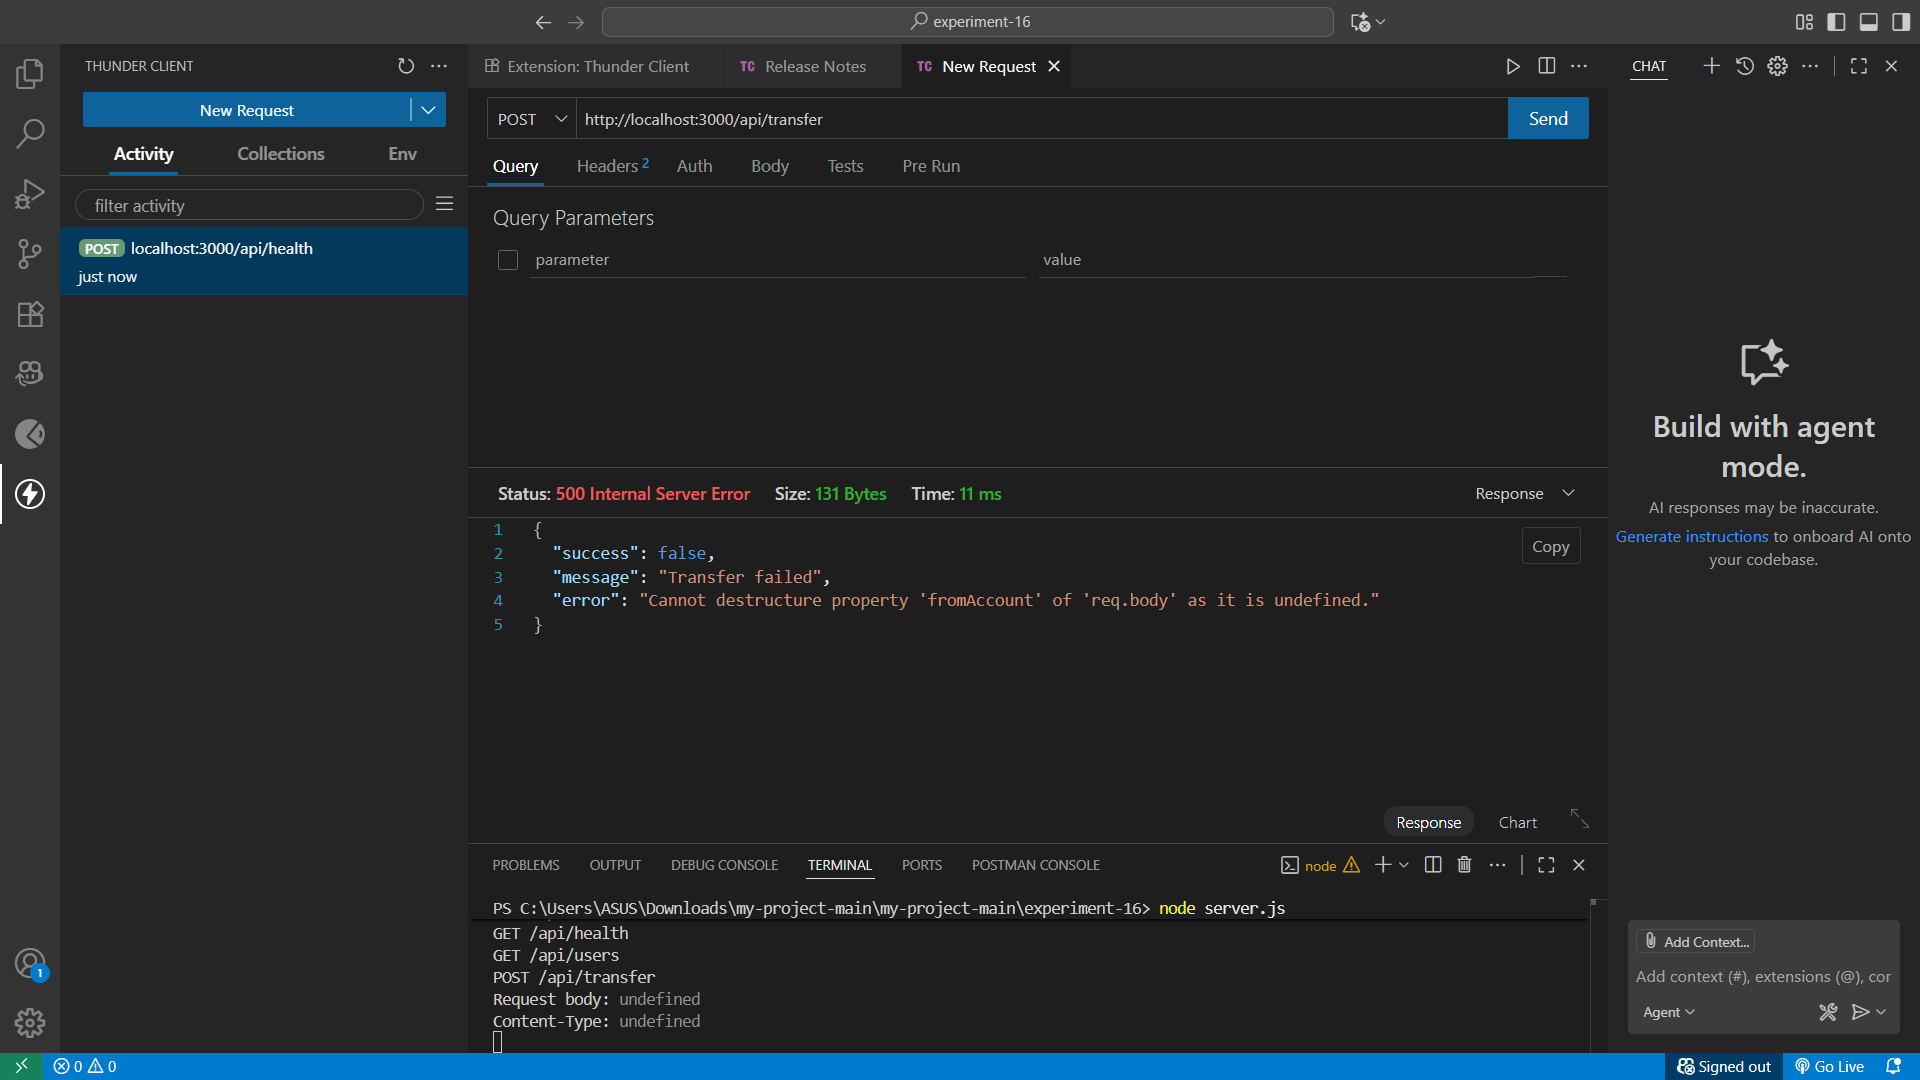 experiment-16
THUNDER CLIENT
New Request
Activity
Collections
Env
filter activity
POST localhost:3000/api/health
just now
Extension: Thunder Client
TC Release Notes
TC New Request
POST
http://localhost:3000/api/transfer
Send
Query
Headers 2
Auth
Body
Tests
Pre Run
Query Parameters
parameter
value
Status: 500 Internal Server Error Size: 131 Bytes Time: 11 ms
Response
1 {
2 "success": false,
3 "message": "Transfer failed",
4 "error": "Cannot destructure property 'fromAccount' of 'req.body' as it is undefined."
5 }
Copy
Response
Chart
PROBLEMS
OUTPUT
DEBUG CONSOLE
TERMINAL
PORTS
POSTMAN CONSOLE
node
PS C:\Users\ASUS\Downloads\my-project-main\my-project-main\experiment-16> node server.js
GET /api/health
GET /api/users
POST /api/transfer
Request body: undefined
Content-Type: undefined
CHAT
Build with agent
mode.
AI responses may be inaccurate.
Generate instructions to onboard AI onto
your codebase.
Add Context...
Add context (#), extensions (@), cor
Agent
1
0 0
Signed out
Go Live